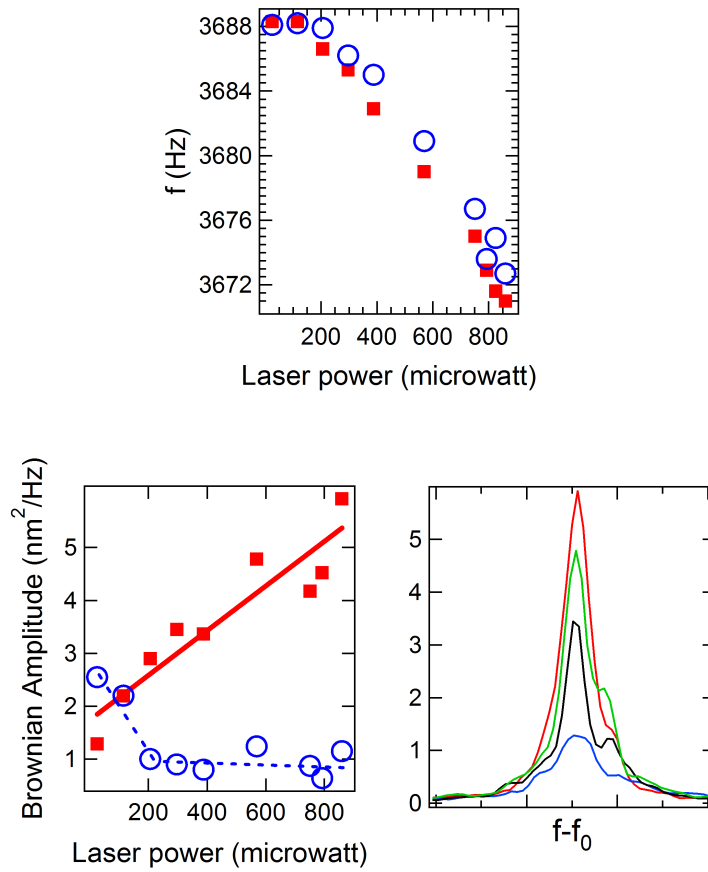 3688
3684
3680
3676
3672
f (Hz)
200 400 600 800
Laser power (microwatt)
5
4
3
2
1
Brownian Amplitude (nm²/Hz)
200 400 600 800
Laser power (microwatt)
5
4
3
2
1
0
f-f₀